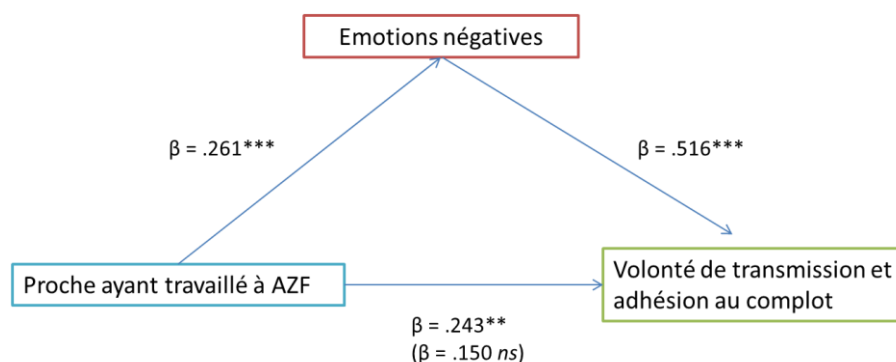 Emotions négatives
β = .261***
β = .516***
Proche ayant travaillé à AZF
Volonté de transmission et
adhésion au complot
β = .243**
(β = .150 ns)